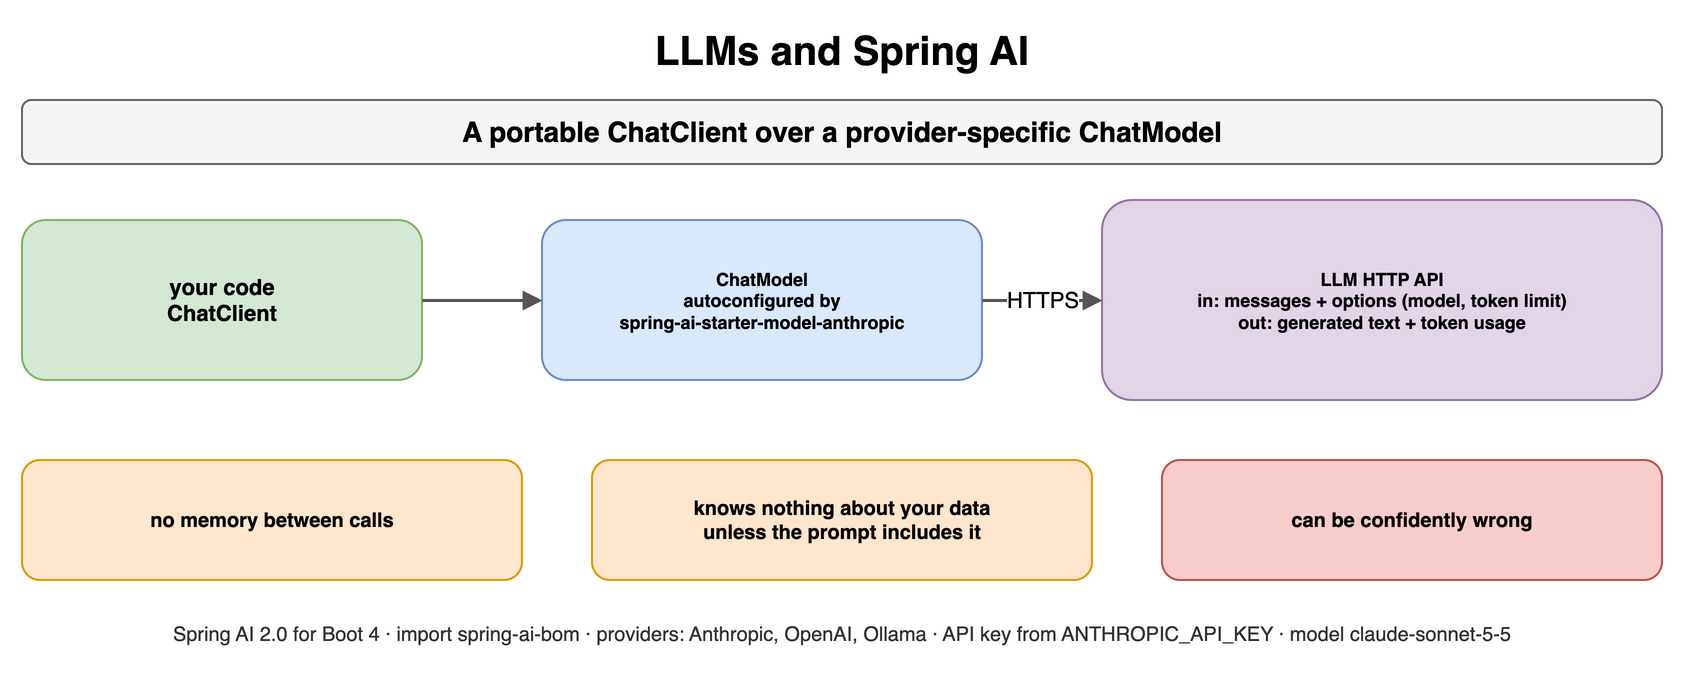 LLMs and Spring AI
A portable ChatClient over a provider-specific ChatModel
your code
ChatClient
ChatModel
autoconfigured by
spring-ai-starter-model-anthropic
HTTPS
LLM HTTP API
in: messages + options (model, token limit)
out: generated text + token usage
no memory between calls
knows nothing about your data
unless the prompt includes it
can be confidently wrong
Spring AI 2.0 for Boot 4 · import spring-ai-bom · providers: Anthropic, OpenAI, Ollama · API key from ANTHROPIC_API_KEY · model claude-sonnet-5-5